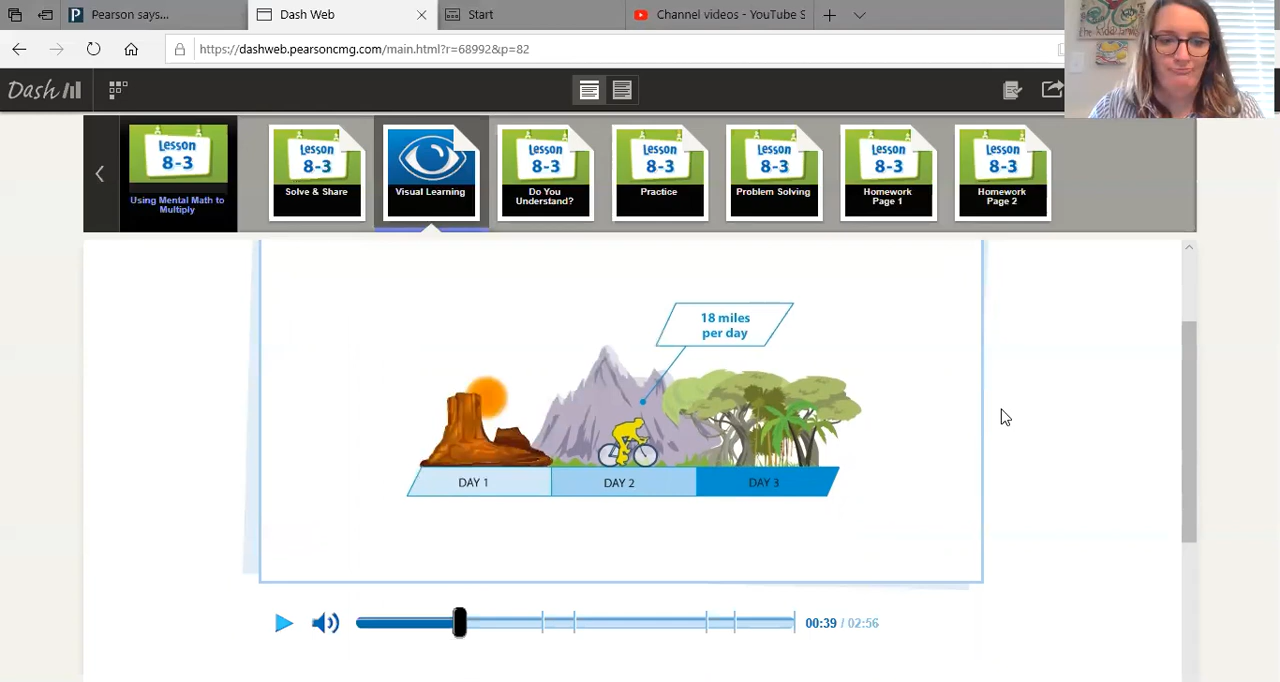 Pearson says...
Dash Web
Start
Channel videos - YouTube S
https://dashweb.pearsoncmg.com/main.html?r=68992&p=82
Dash
Lesson
8-3
Using Mental Math to
Multiply
Lesson
8-3
Solve & Share
Visual Learning
Lesson
8-3
Do You
Understand?
Lesson
8-3
Practice
Lesson
8-3
Problem Solving
Lesson
8-3
Homework
Page 1
Lesson
8-3
Homework
Page 2
18 miles
per day
DAY 1
DAY 2
DAY 3
00:39 / 02:56